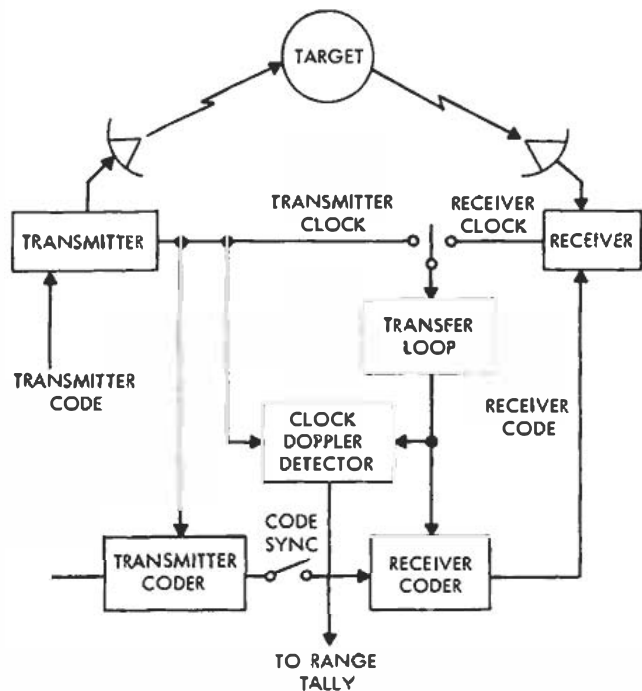 TARGET
TRANSMITTER
CLOCK
RECEIVER
CLOCK
TRANSMITTER
RECEIVER
TRANSFER
LOOP
TRANSMITTER
CODE
RECEIVER
CODE
CLOCK
DOPPLER
DETECTOR
CODE
SYNC
TRANSMITTER
CODER
RECEIVER
CODER
TO RANGE
TALLY